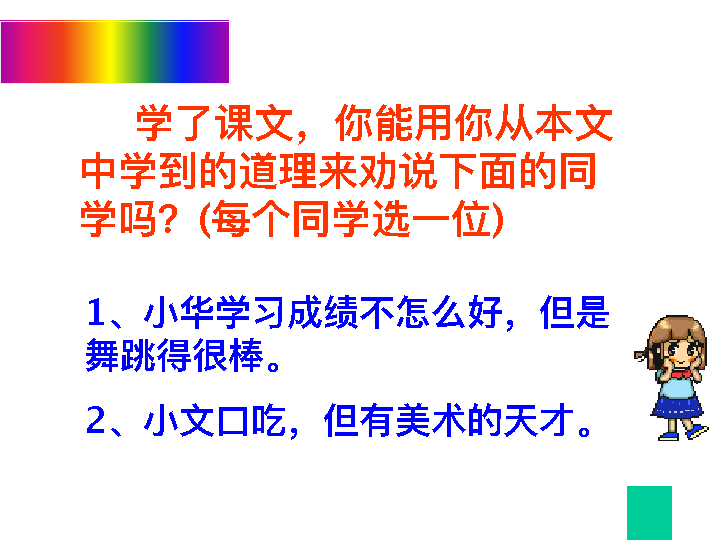 学了课文，你能用你从本文
中学到的道理来劝说下面的同
学吗？(每个同学选一位)
1、小华学习成绩不怎么好，但是
舞跳得很棒。
2、小文口吃，但有美术的天才。